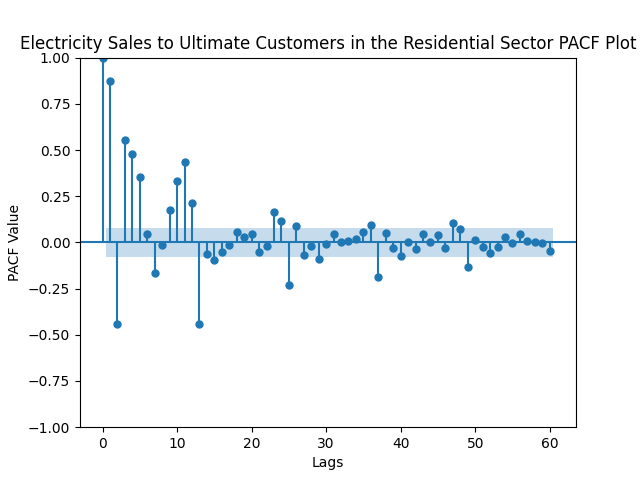 Electricity Sales to Ultimate Customers in the Residential Sector PACF Plot
1.00
0.75
0.50
0.25
0.00
−0.25
−0.50
−0.75
−1.00
PACF Value
0 10 20 30 40 50 60
Lags